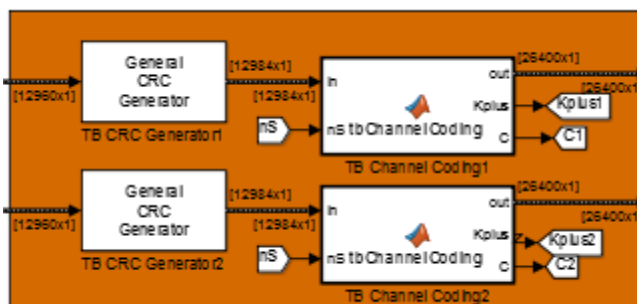 General
CRC
Generator
[12960x1]
TB CRC Generator1
[12984x1]
[12984x1]
nS
In
nS tbChannelCoding
out
Kplus
C
TB Channel Coding1
[26400x1]
[26400x1]
Kplus1
C1
General
CRC
Generator
[12960x1]
TB CRC Generator2
[12984x1]
[12984x1]
nS
In
nS tbChannelCoding
out
Kplus
C
TB Channel Coding2
[26400x1]
[26400x1]
Kplus2
C2